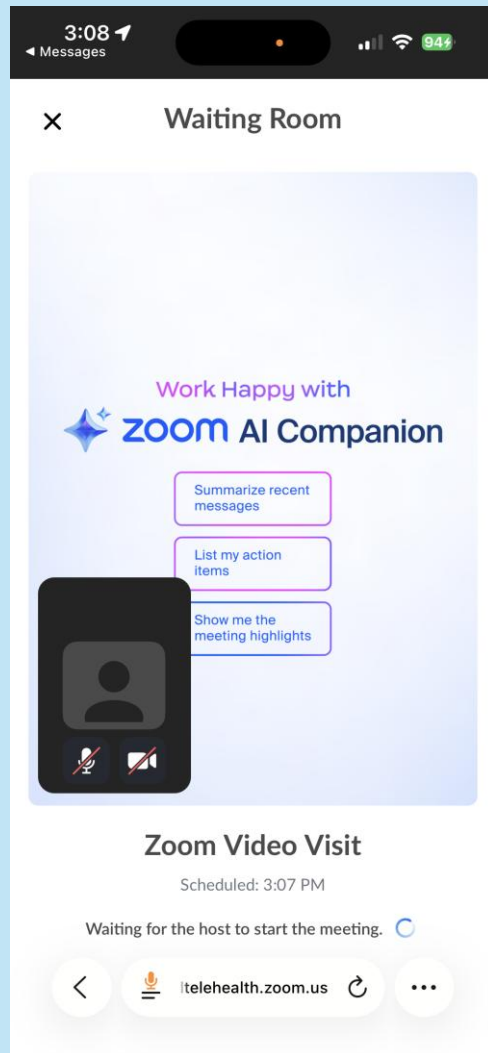 3:08
Messages
94
Waiting Room
Work Happy with
zoom AI Companion
Summarize recent
messages
List my action
items
Show me the
meeting highlights
Zoom Video Visit
Scheduled: 3:07 PM
Waiting for the host to start the meeting.
ltelehealth.zoom.us